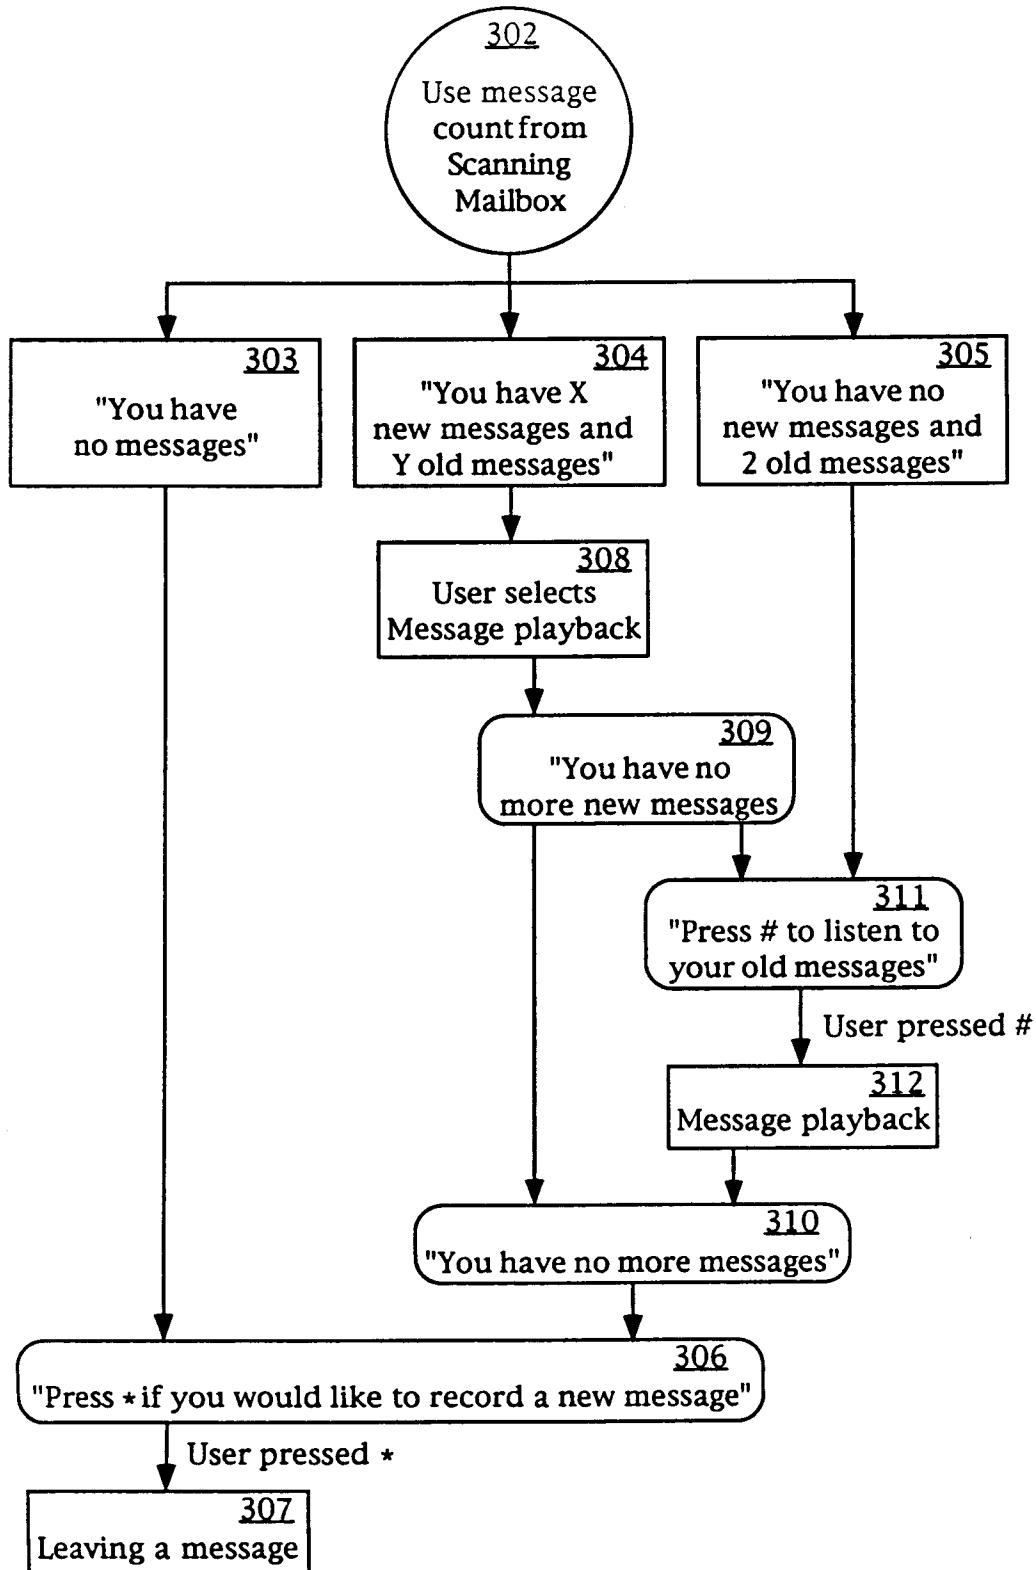 302
Use message
count from
Scanning
Mailbox
303
"You have
no messages"
304
"You have X
new messages and
Y old messages"
305
"You have no
new messages and
2 old messages"
308
User selects
Message playback
309
"You have no
more new messages
311
"Press # to listen to
your old messages"
User pressed #
312
Message playback
310
"You have no more messages"
306
"Press * if you would like to record a new message"
User pressed *
307
Leaving a message